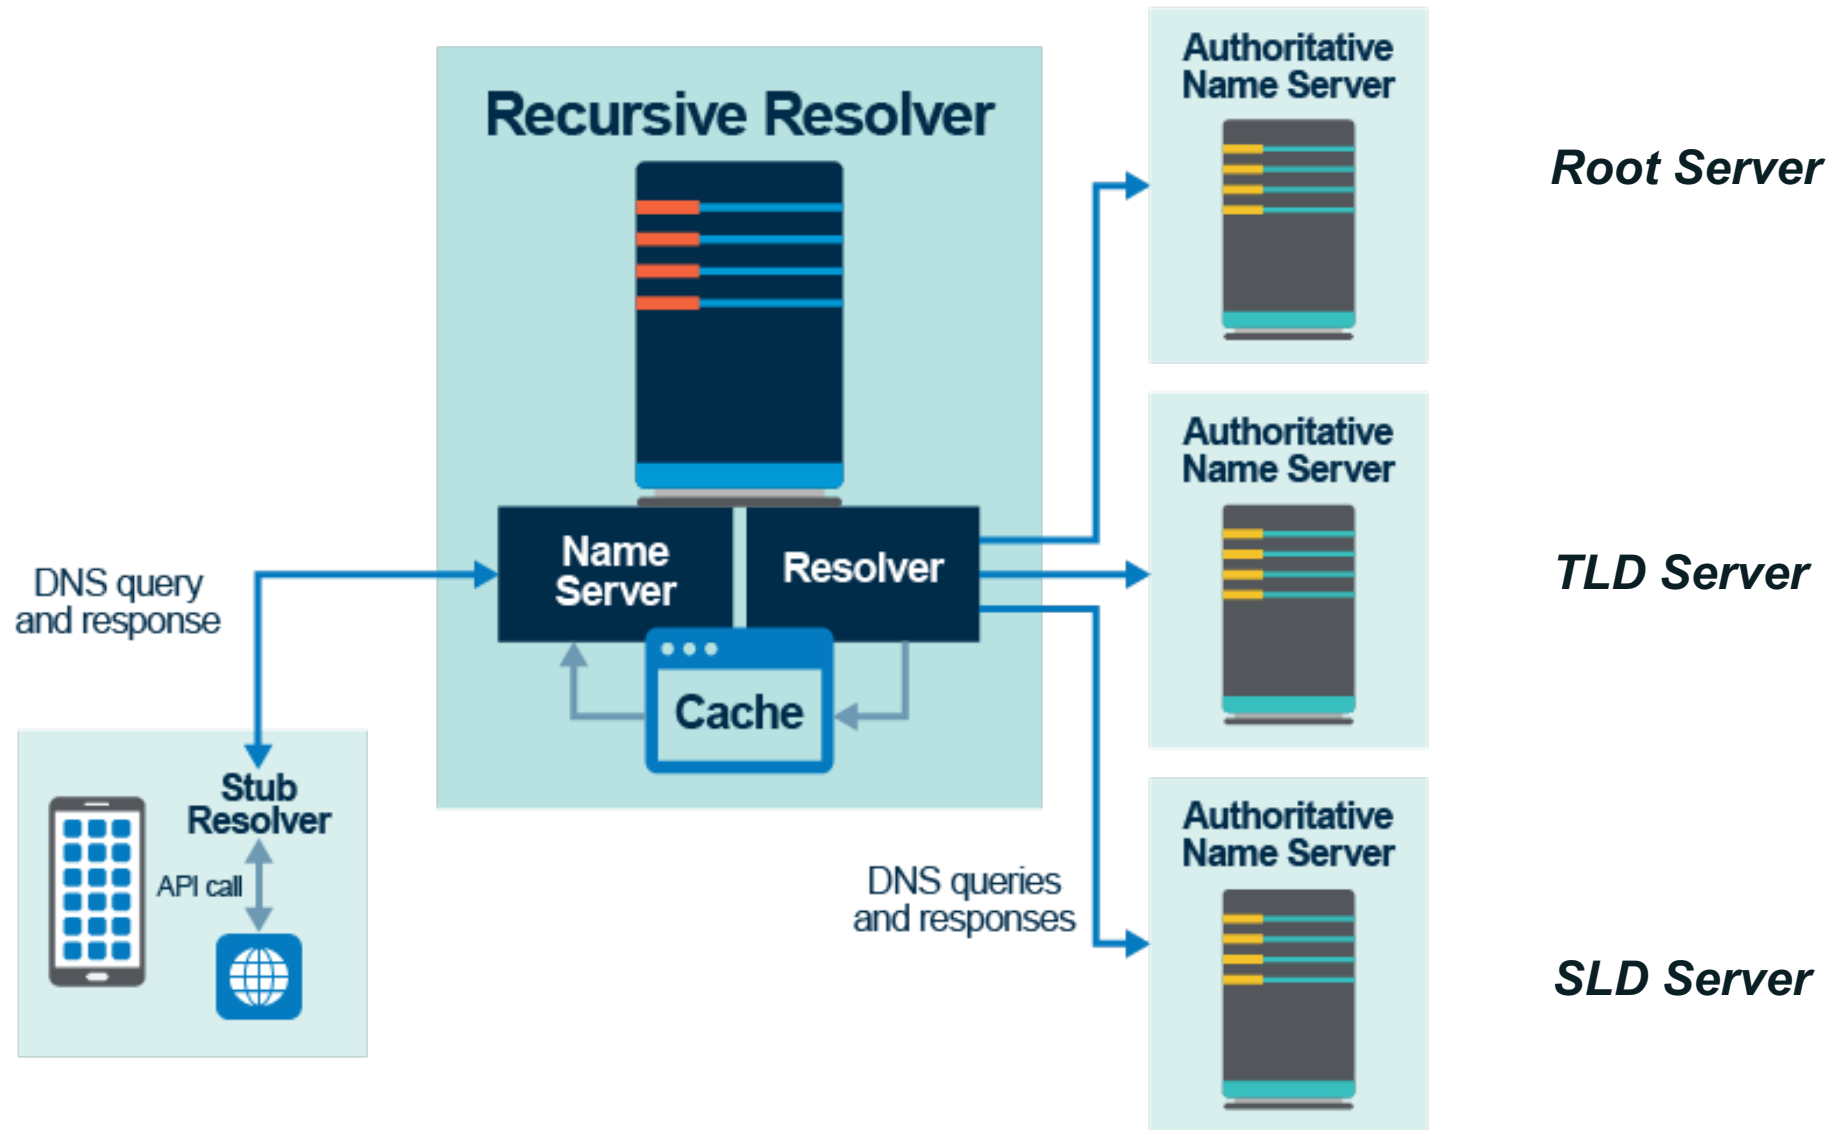 Recursive Resolver
Name
Server
Resolver
Cache
DNS query
and response
Stub
Resolver
API call
DNS queries
and responses
Authoritative
Name Server
Root Server
Authoritative
Name Server
TLD Server
Authoritative
Name Server
SLD Server